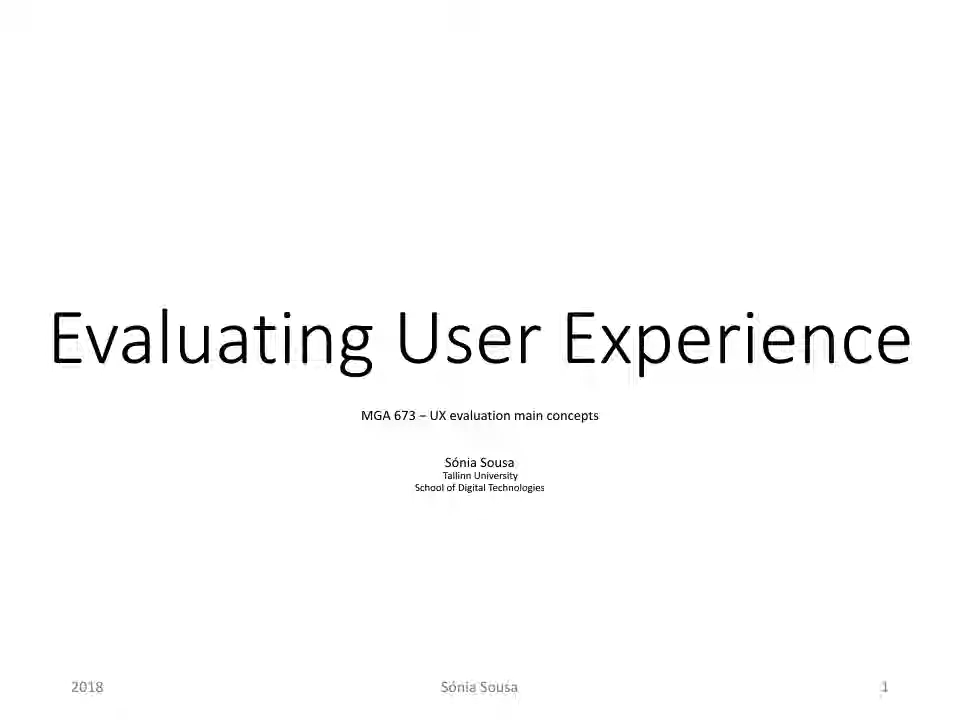 Evaluating User Experience
MGA 673 – UX evaluation main concepts
Sónia Sousa
Tallinn University
School of Digital Technologies
2018
Sónia Sousa
1